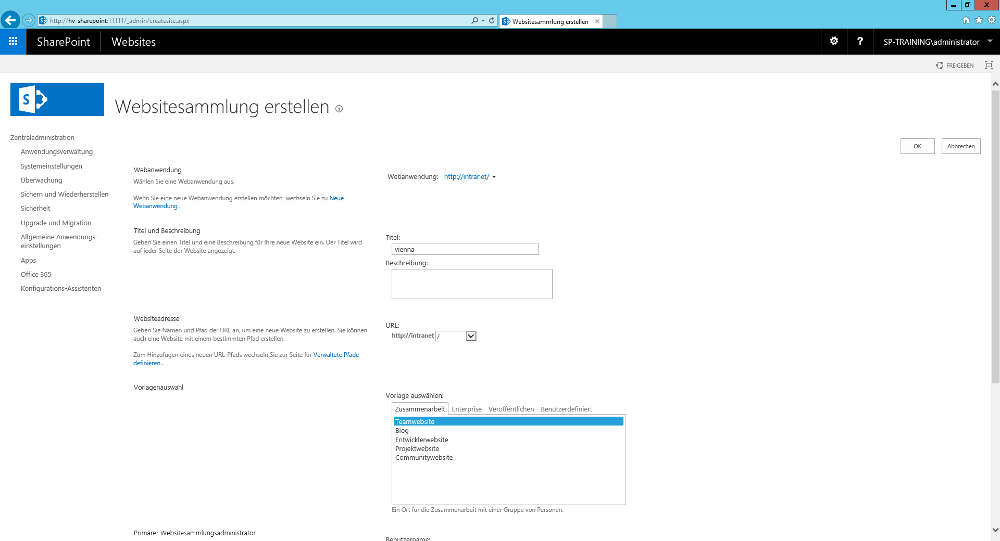 http://hv-sharepoint:11111/_admin/createsite.aspx
Websitesammlung erstellen
SharePoint
Websites
?
SP-TRAINING\administrator
FREIGEBEN
S
Websitesammlung erstellen
Zentraladministration
Anwendungsverwaltung
Systemeinstellungen
Überwachung
Sichern und Wiederherstellen
Sicherheit
Upgrade und Migration
Allgemeine Anwendungs-
einstellungen
Apps
Office 365
Konfigurations-Assistenten
OK
Abbrechen
Webanwendung
Wählen Sie eine Webanwendung aus.
Wenn Sie eine neue Webanwendung erstellen möchten, wechseln Sie zu Neue
Webanwendung .
Webanwendung: http://intranet/
Titel und Beschreibung
Geben Sie einen Titel und eine Beschreibung für Ihre neue Website ein. Der Titel wird
auf jeder Seite der Website angezeigt.
Titel:
vienna
Beschreibung:
Websiteadresse
Geben Sie Namen und Pfad der URL an, um eine neue Website zu erstellen. Sie können
auch eine Website mit einem bestimmten Pfad erstellen.
Zum Hinzufügen eines neuen URL-Pfads wechseln Sie zur Seite für Verwaltete Pfade
definieren .
URL:
http://intranet /
Vorlagenauswahl
Vorlage auswählen:
Zusammenarbeit Enterprise Veröffentlichen Benutzerdefiniert
Teamwebsite
Blog
Entwicklerwebsite
Projektwebsite
Communitywebsite
Ein Ort für die Zusammenarbeit mit einer Gruppe von Personen.
Primärer Websitesammlungsadministrator
Benutzername: